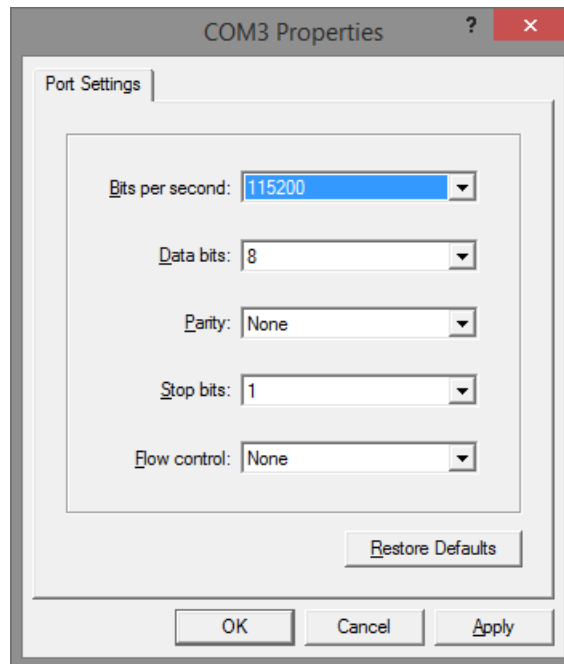 COM3 Properties ? ×
Port Settings
Bits per second: 115200
Data bits: 8
Parity: None
Stop bits: 1
Flow control: None
Restore Defaults
OK Cancel Apply